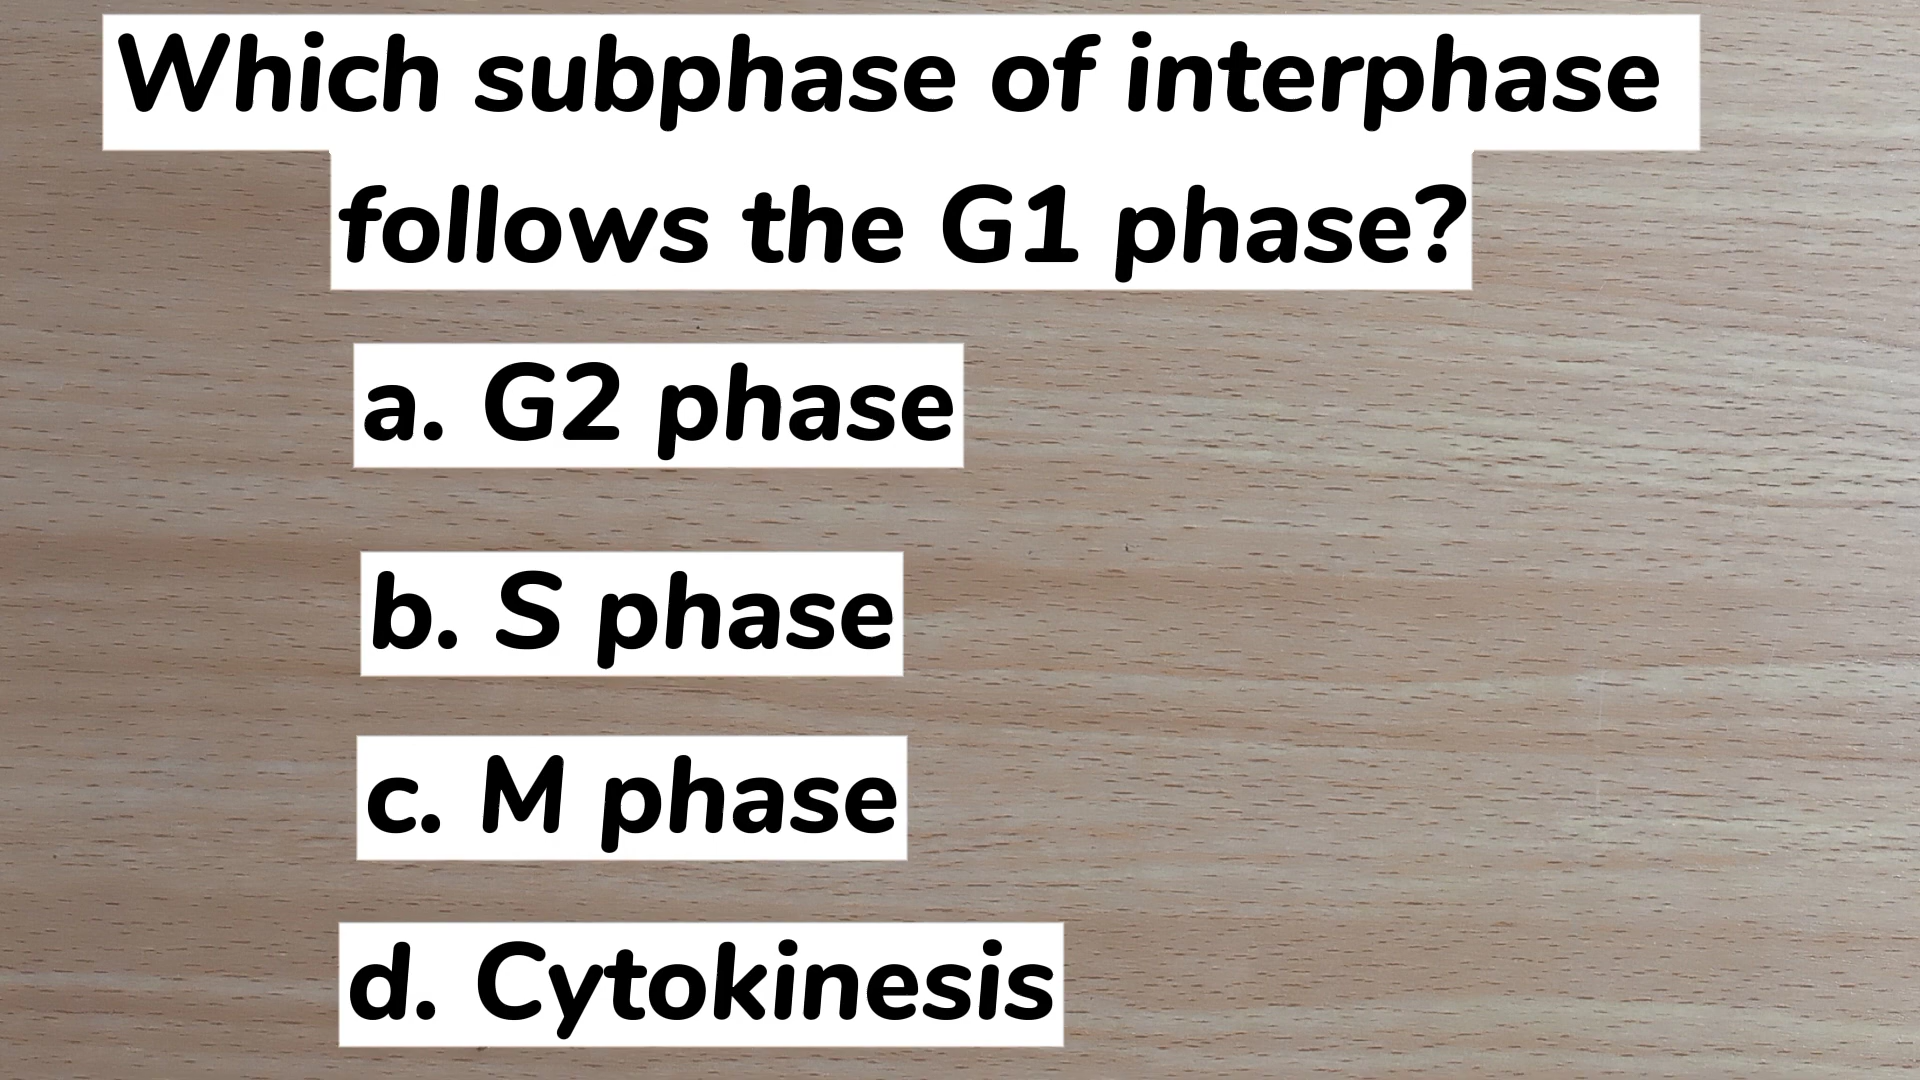 Which subphase of interphase
follows the G1 phase?
a. G2 phase
b. S phase
c. M phase
d. Cytokinesis